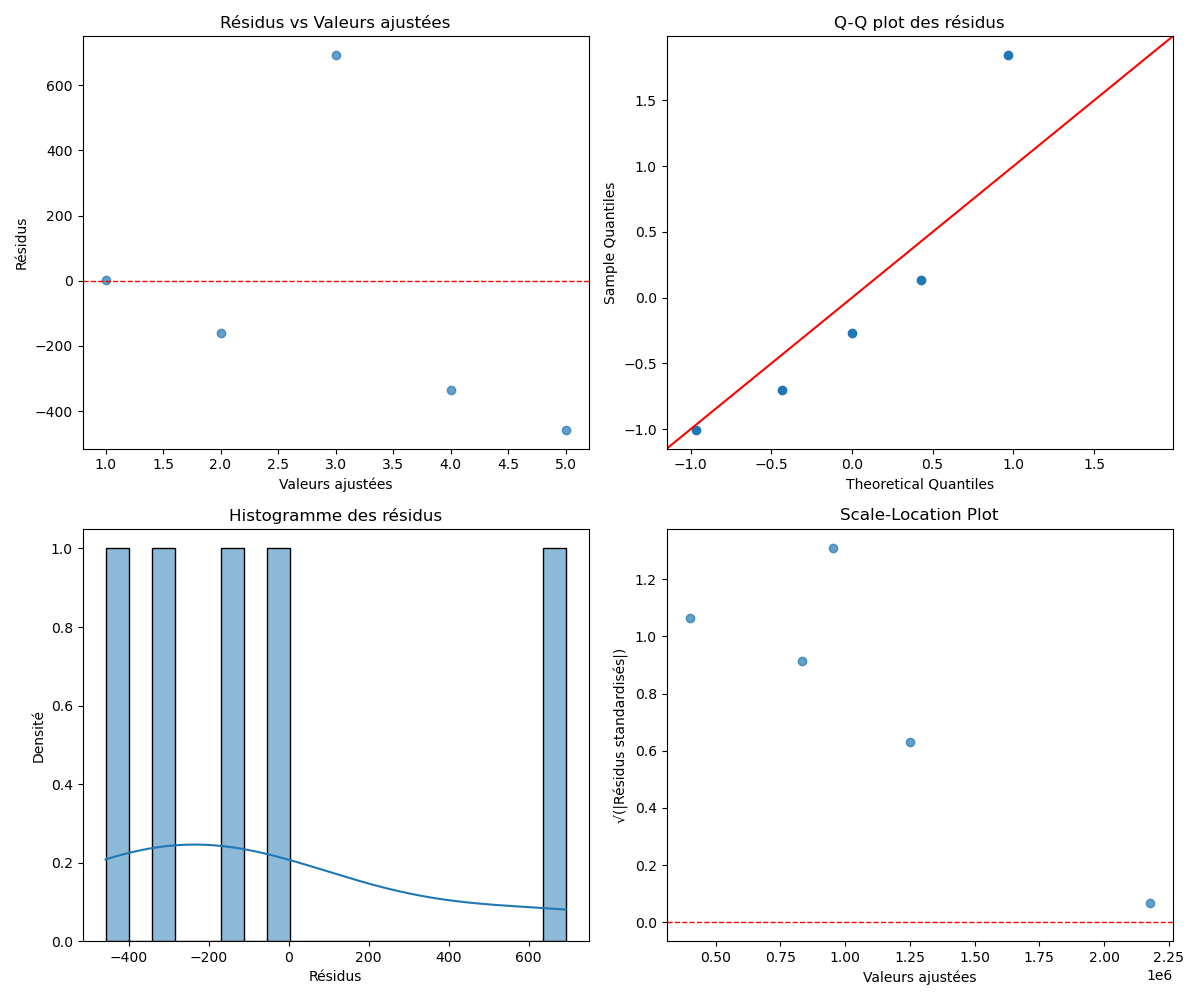 Résidus vs Valeurs ajustées
600
400
200
0
−200
−400
Résidus
1.0 1.5 2.0 2.5 3.0 3.5 4.0 4.5 5.0
Valeurs ajustées
Q-Q plot des résidus
1.5
1.0
0.5
0.0
−0.5
−1.0
Sample Quantiles
−1.0 −0.5 0.0 0.5 1.0 1.5
Theoretical Quantiles
Histogramme des résidus
1.0
0.8
0.6
0.4
0.2
0.0
Densité
−400 −200 0 200 400 600
Résidus
Scale-Location Plot
1.2
1.0
0.8
0.6
0.4
0.2
0.0
√(|Résidus standardisés|)
0.50 0.75 1.00 1.25 1.50 1.75 2.00 2.25
1e6
Valeurs ajustées